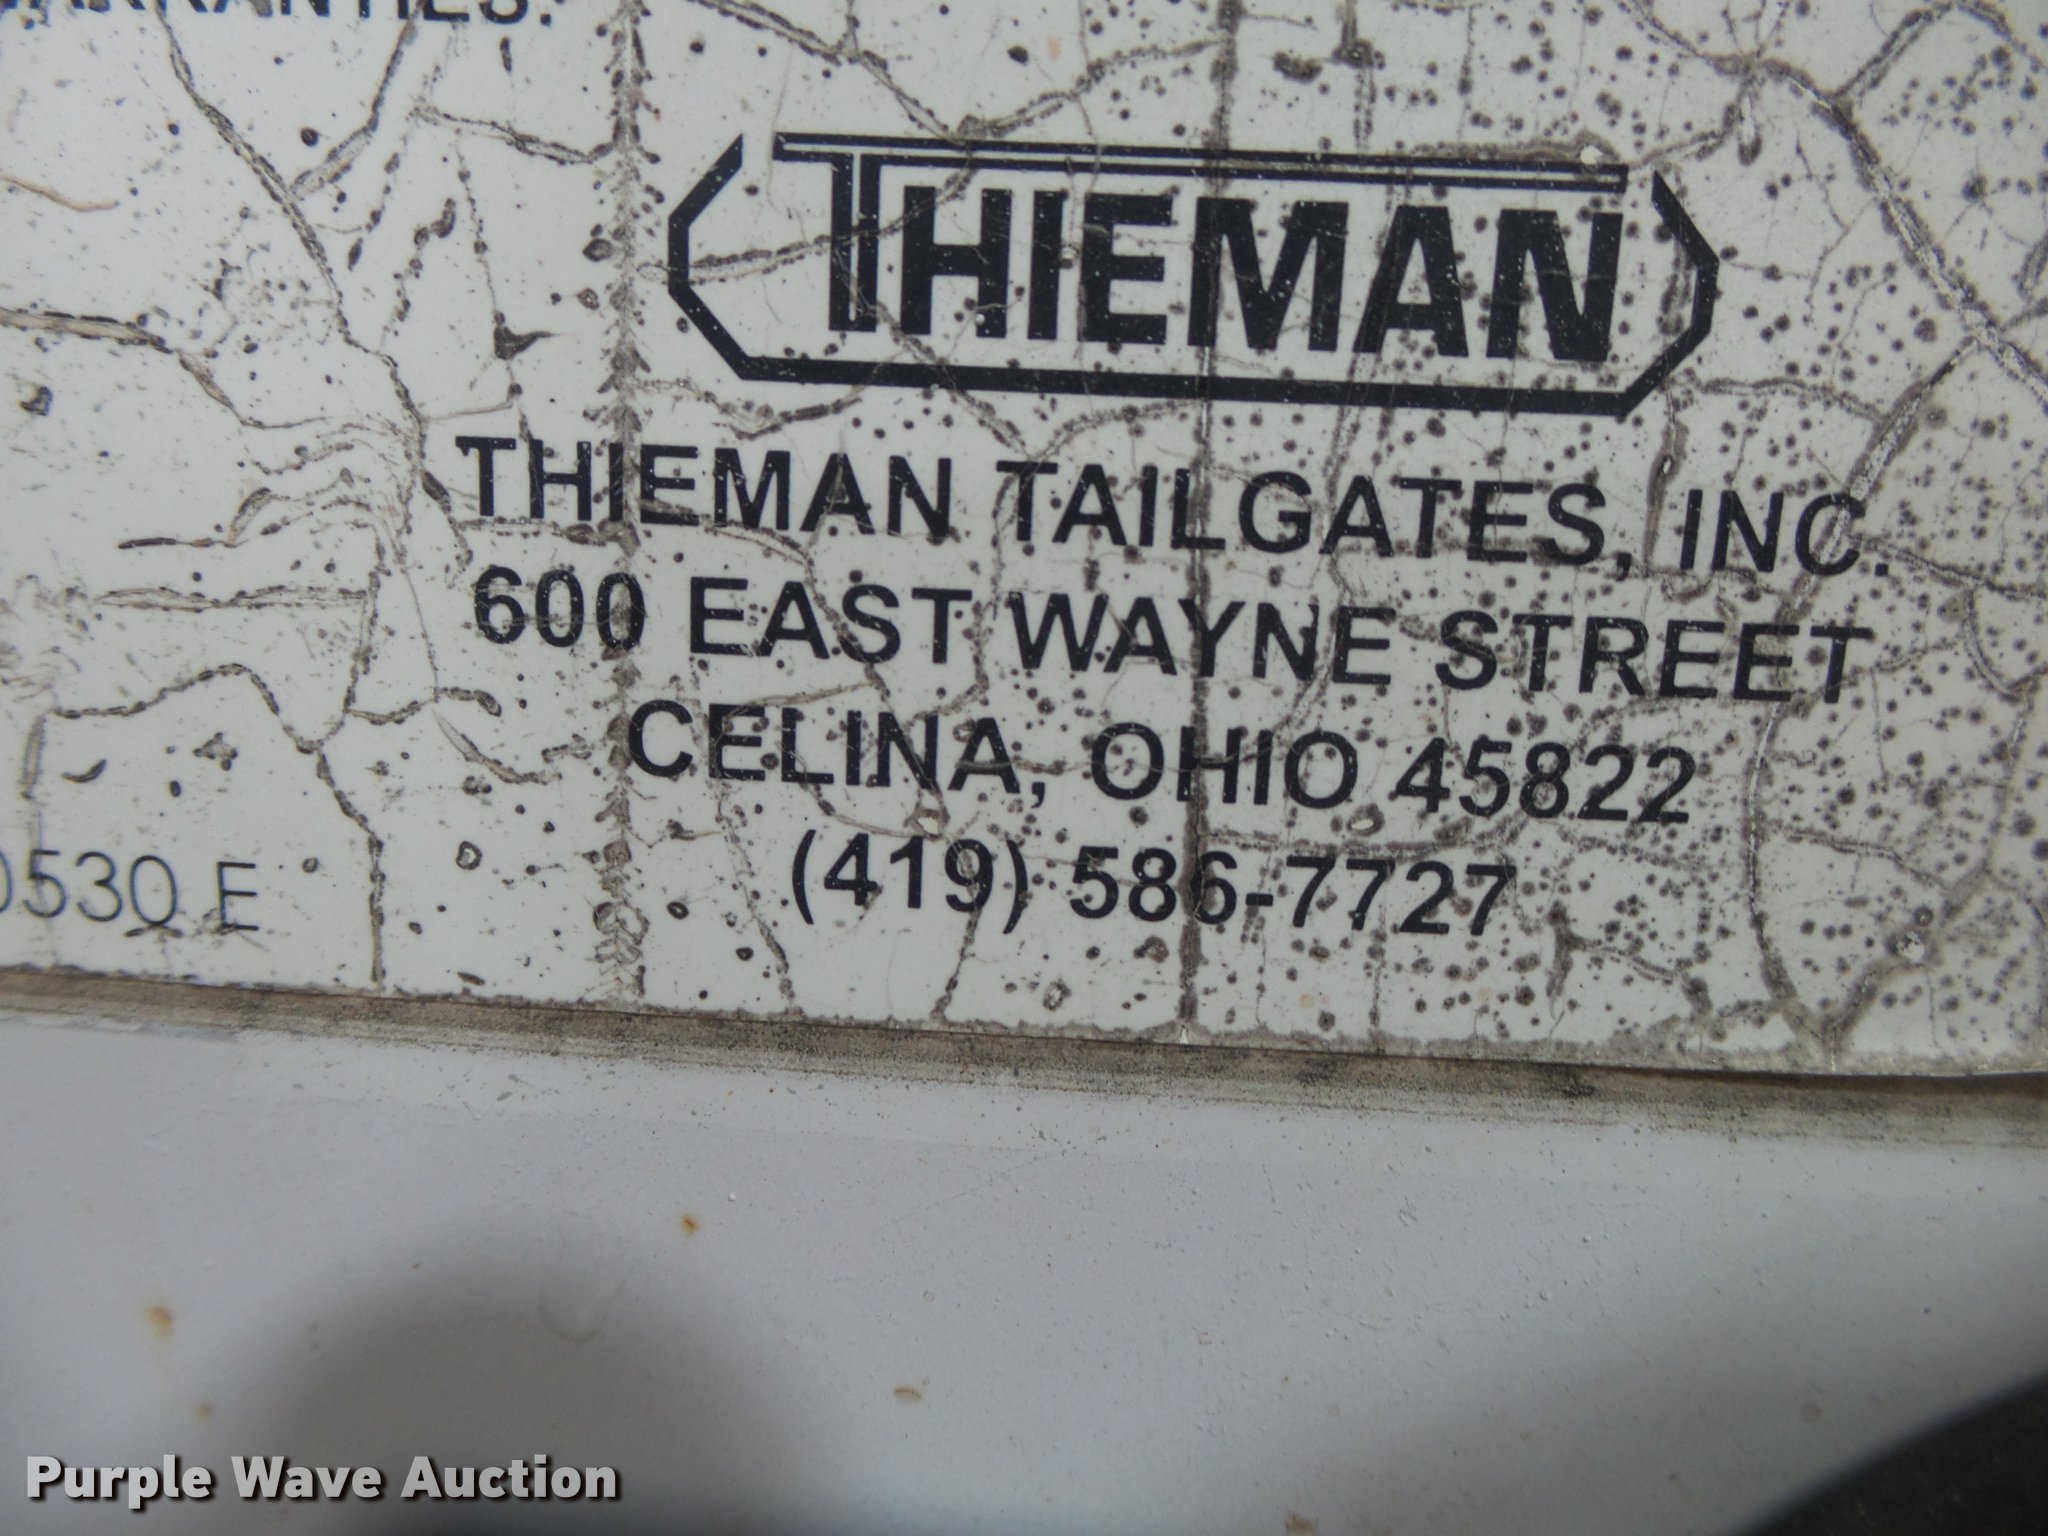 THIEMAN
THIEMAN TAILGATES, INC.
600 EAST WAYNE STREET
CELINA, OHIO 45822
(419) 586-7727
0530 E
Purple Wave Auction